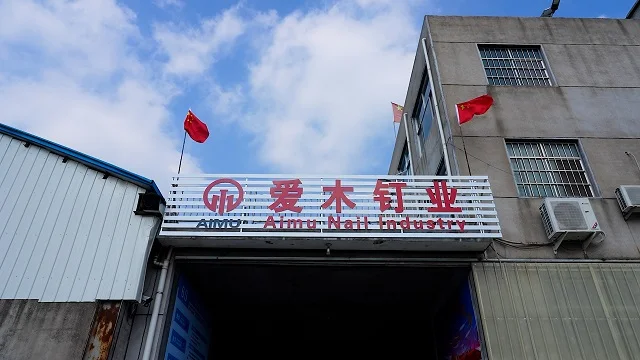 爱木钉业
AIMU
Aimu Nail Industry